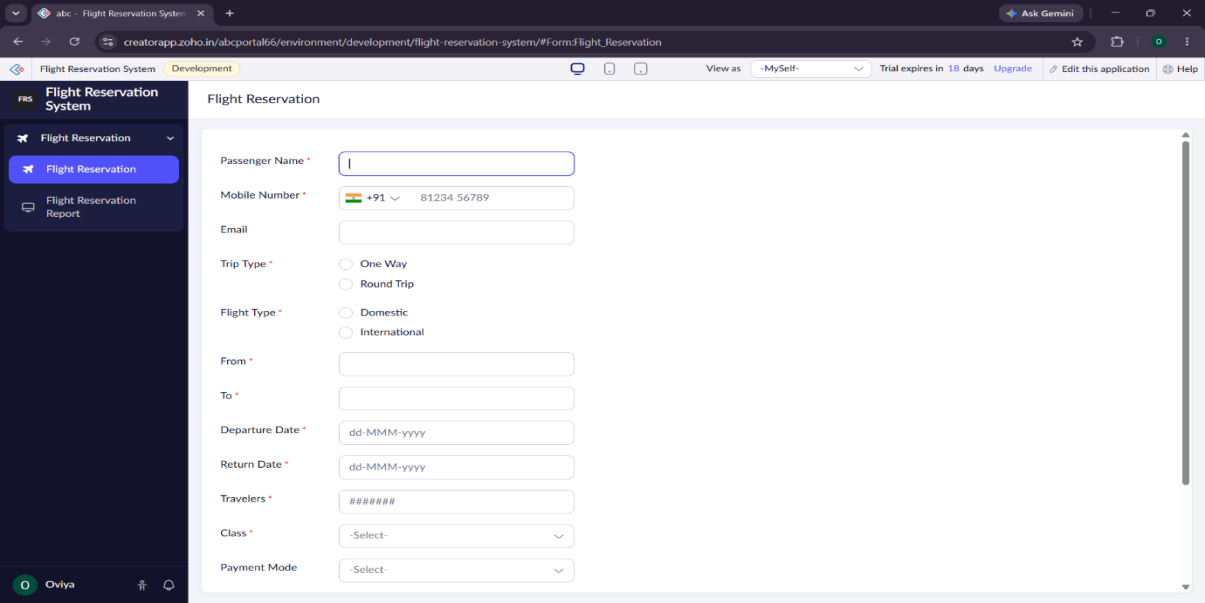 abc - Flight Reservation System
Ask Gemini
creatorapp.zoho.in/abcportal66/environment/development/flight-reservation-system/#Form:Flight_Reservation
O
Flight Reservation System
Development
View as
-MySelf-
Trial expires in 18 days
Upgrade
Edit this application
Help
FRS
Flight Reservation
System
Flight Reservation
Flight Reservation
Flight Reservation
Report
O
Oviya
Flight Reservation
Passenger Name *
Mobile Number *
+91
81234 56789
Email
Trip Type *
One Way
Round Trip
Flight Type *
Domestic
International
From *
To *
Departure Date *
dd-MMM-yyyy
Return Date *
dd-MMM-yyyy
Travelers *
#######
Class *
-Select-
Payment Mode
-Select-